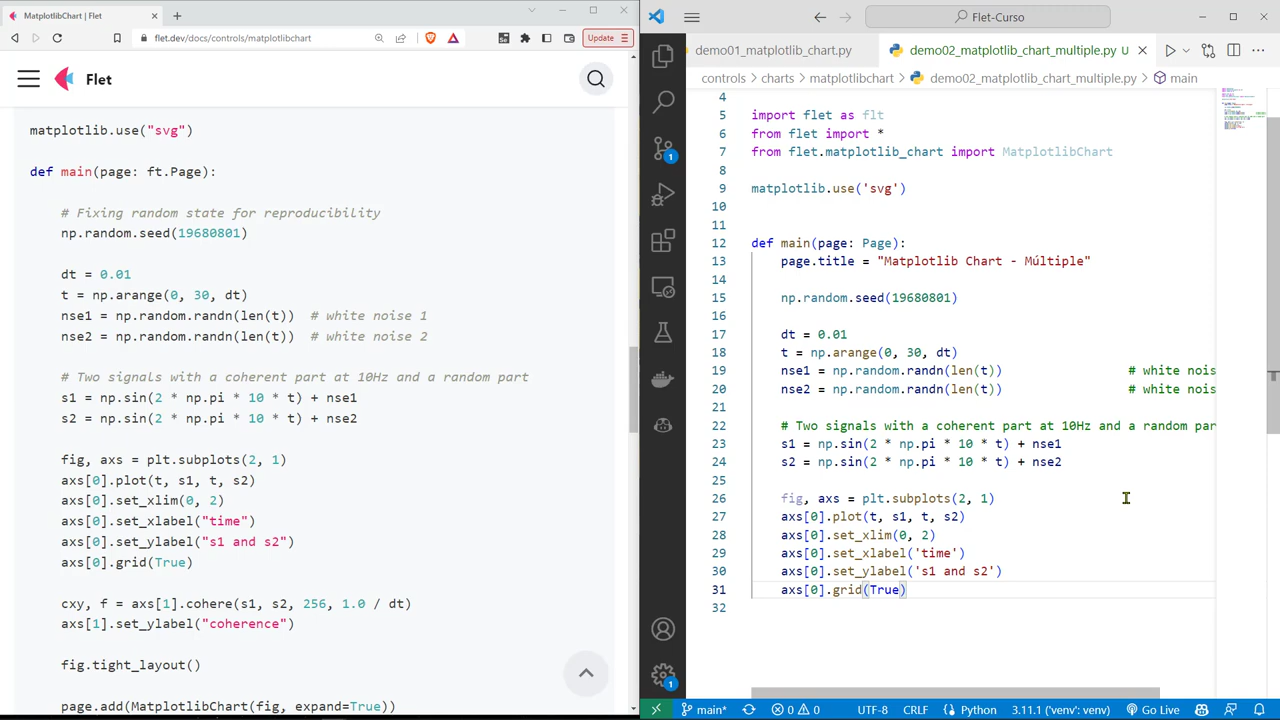 MatplotlibChart | Flet
flet.dev/docs/controls/matplotlibchart
Update
Flet
matplotlib.use("svg")
def main(page: ft.Page):
# Fixing random state for reproducibility
np.random.seed(19680801)
dt = 0.01
t = np.arange(0, 30, dt)
nse1 = np.random.randn(len(t))  # white noise 1
nse2 = np.random.randn(len(t))  # white noise 2
# Two signals with a coherent part at 10Hz and a random part
s1 = np.sin(2 * np.pi * 10 * t) + nse1
s2 = np.sin(2 * np.pi * 10 * t) + nse2
fig, axs = plt.subplots(2, 1)
axs[0].plot(t, s1, t, s2)
axs[0].set_xlim(0, 2)
axs[0].set_xlabel("time")
axs[0].set_ylabel("s1 and s2")
axs[0].grid(True)
cxy, f = axs[1].cohere(s1, s2, 256, 1.0 / dt)
axs[1].set_ylabel("coherence")
fig.tight_layout()
page.add(MatplotlibChart(fig, expand=True))
Flet-Curso
demo01_matplotlib_chart.py
demo02_matplotlib_chart_multiple.py U
controls > charts > matplotlibchart > demo02_matplotlib_chart_multiple.py > main
4
5 import flet as flt
6 from flet import *
7 from flet.matplotlib_chart import MatplotlibChart
8
9 matplotlib.use('svg')
10
11
12 def main(page: Page):
13 page.title = "Matplotlib Chart - Múltiple"
14
15 np.random.seed(19680801)
16
17 dt = 0.01
18 t = np.arange(0, 30, dt)
19 nse1 = np.random.randn(len(t)) # white nois
20 nse2 = np.random.randn(len(t)) # white nois
21
22 # Two signals with a coherent part at 10Hz and a random par
23 s1 = np.sin(2 * np.pi * 10 * t) + nse1
24 s2 = np.sin(2 * np.pi * 10 * t) + nse2
25
26 fig, axs = plt.subplots(2, 1)
27 axs[0].plot(t, s1, t, s2)
28 axs[0].set_xlim(0, 2)
29 axs[0].set_xlabel('time')
30 axs[0].set_ylabel('s1 and s2')
31 axs[0].grid(True)
32
1
1
main*
0 0
UTF-8
CRLF
Python
3.11.1 ('venv': venv)
Go Live